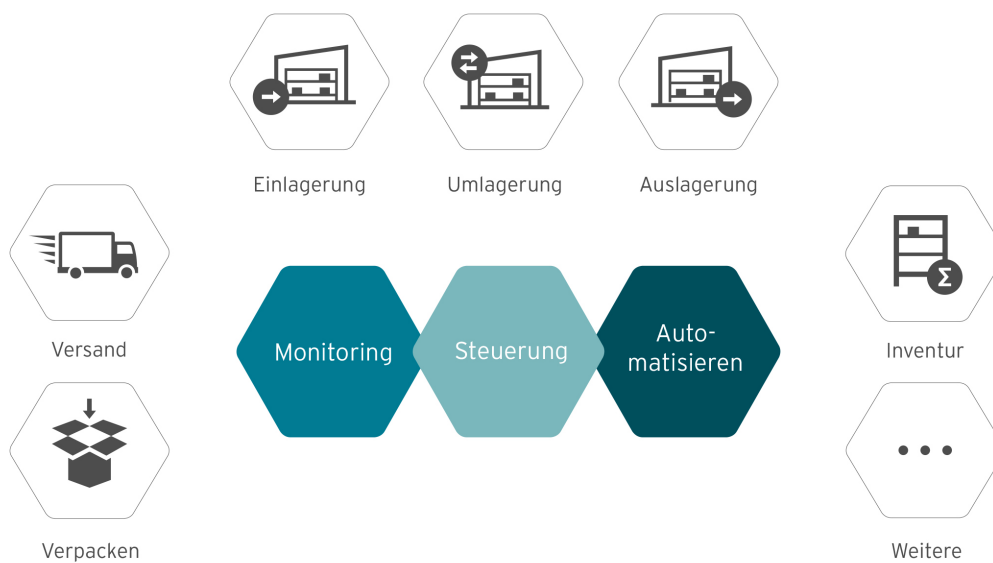 Einlagerung
Umlagerung
Auslagerung
Versand
Monitoring
Steuerung
Auto-
matisieren
Σ
Inventur
Verpacken
Weitere